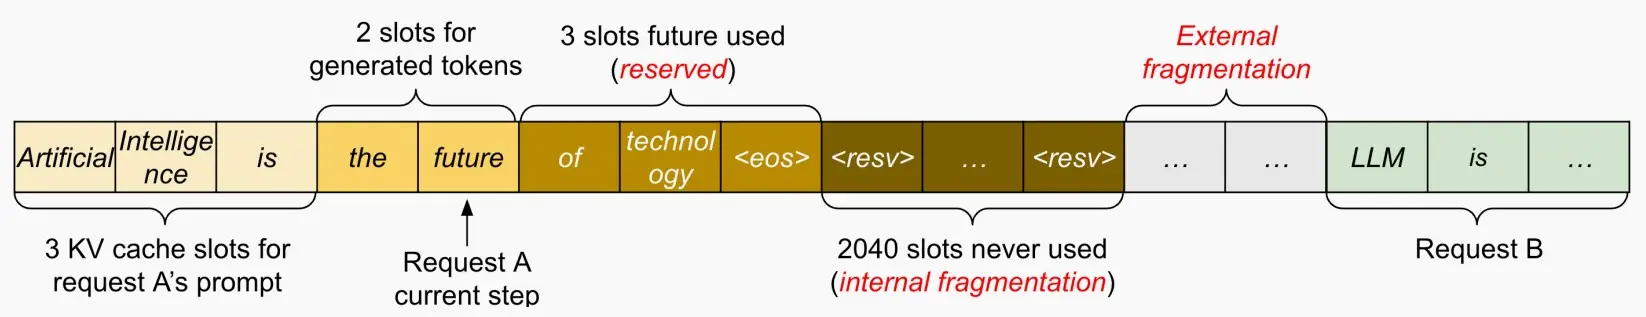 2 slots for
generated tokens
3 slots future used
(reserved)
External
fragmentation
Artificial
Intellige
nce
is
the
future
of
technol
ogy
<eos>
<resv>
...
<resv>
...
...
LLM
is
...
3 KV cache slots for
request A's prompt
Request A
current step
2040 slots never used
(internal fragmentation)
Request B